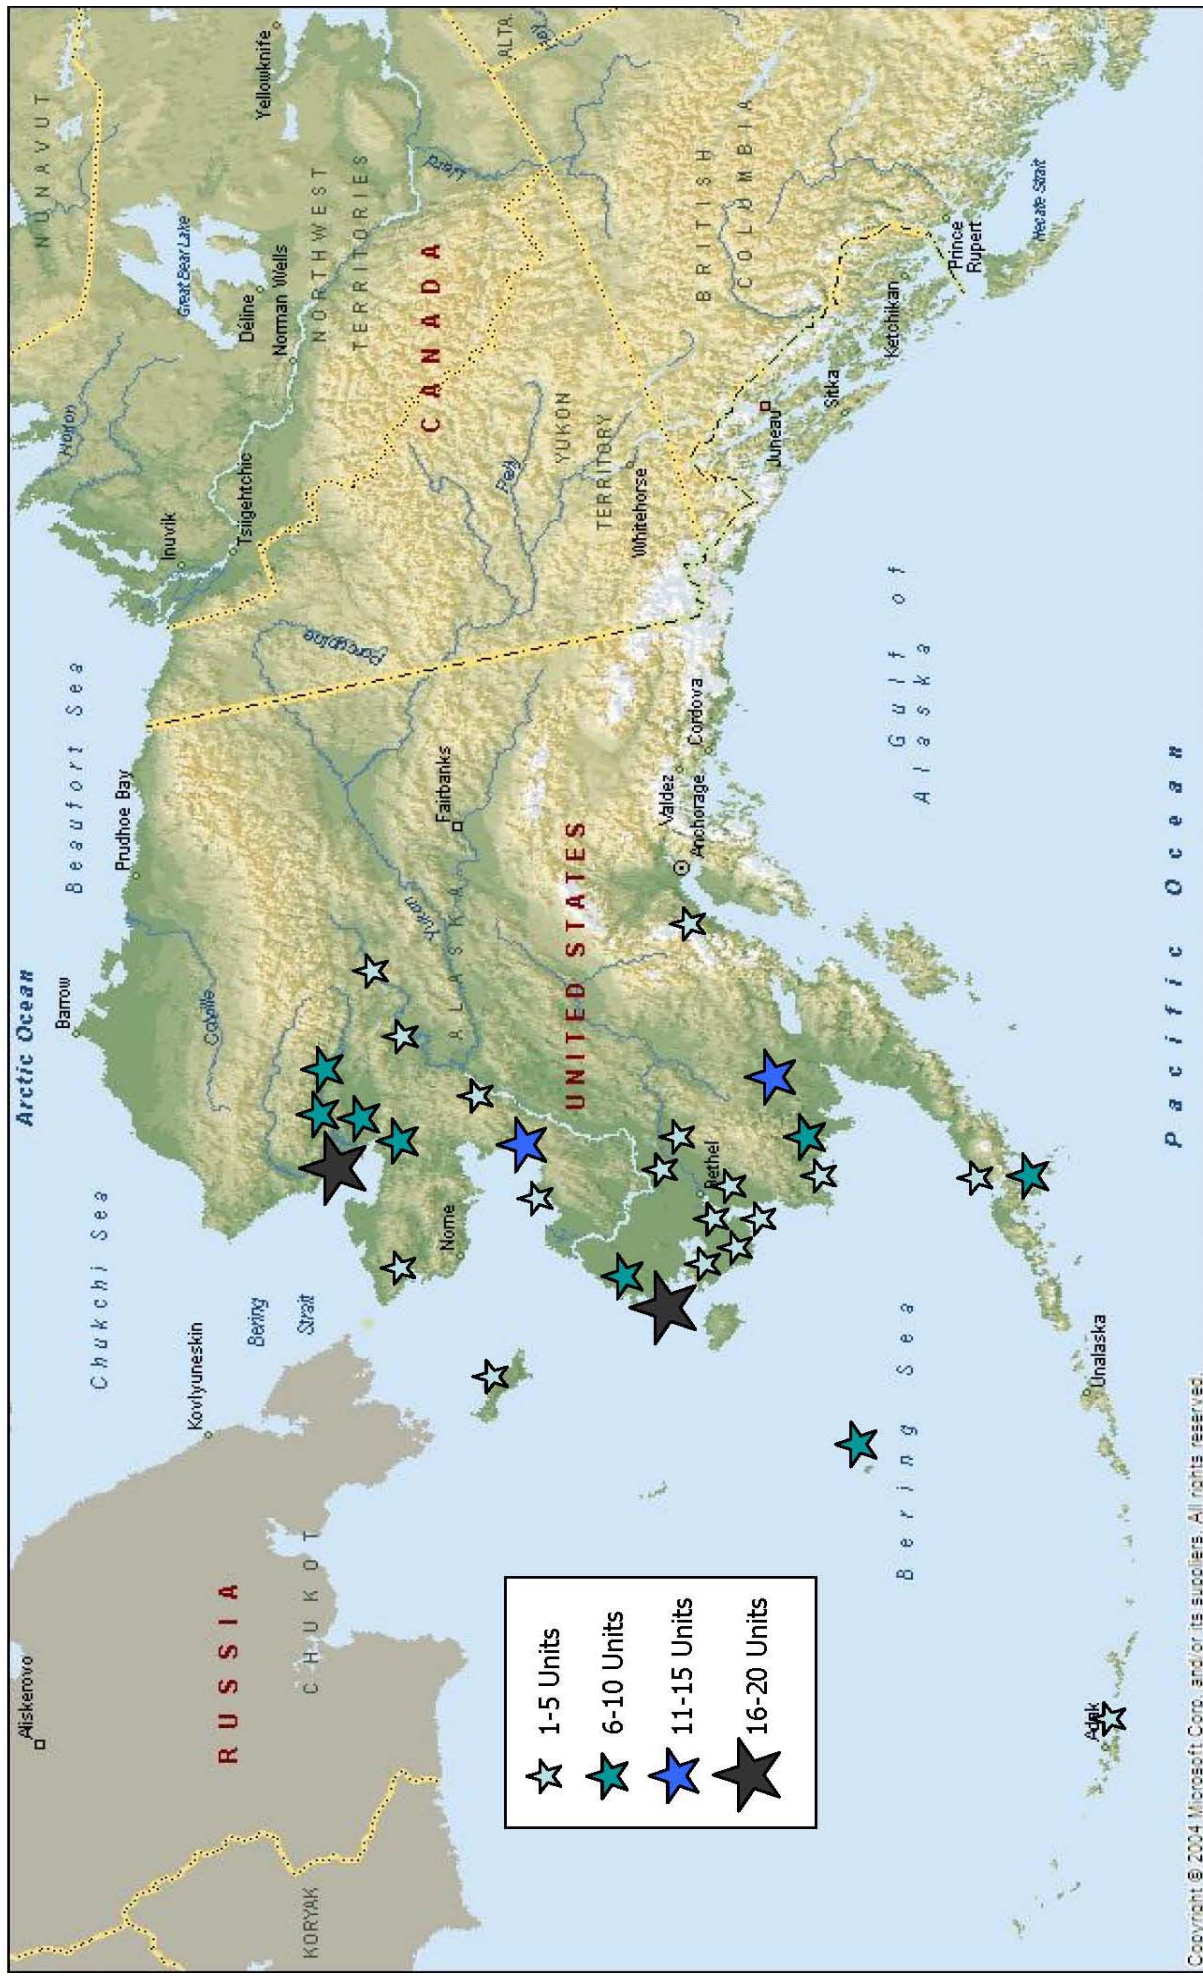 Arctic Ocean
Beaufort Sea
Chukchi Sea
Barrow
Prudhoe Bay
Aliskerovo
RUSSIA
CHUKOT
KORYAK
Kovlyuneskin
Bering
Strait
Colville
Nome
UNITED STATES
ALASKA
Yukon
Fairbanks
Porcupine
Bethel
Anchorage
Valdez
Cordova
Inuvik
Tsiigehtchic
Horton
NUNAVUT
Great Bear Lake
Déline
Norman Wells
NORTHWEST
TERRITORIES
Yellowknife
CANADA
Liard
Hay
ALTA.
YUKON
TERRITORY
Pelly
Whitehorse
BRITISH
COLUMBIA
Juneau
Sitka
Ketchikan
Prince
Rupert
Hecate Strait
Gulf of
Alaska
Pacific Ocean
Bering Sea
Unalaska
Adak
1-5 Units
6-10 Units
11-15 Units
16-20 Units
Copyright © 2004 Microsoft Corp. and/or its suppliers. All rights reserved.